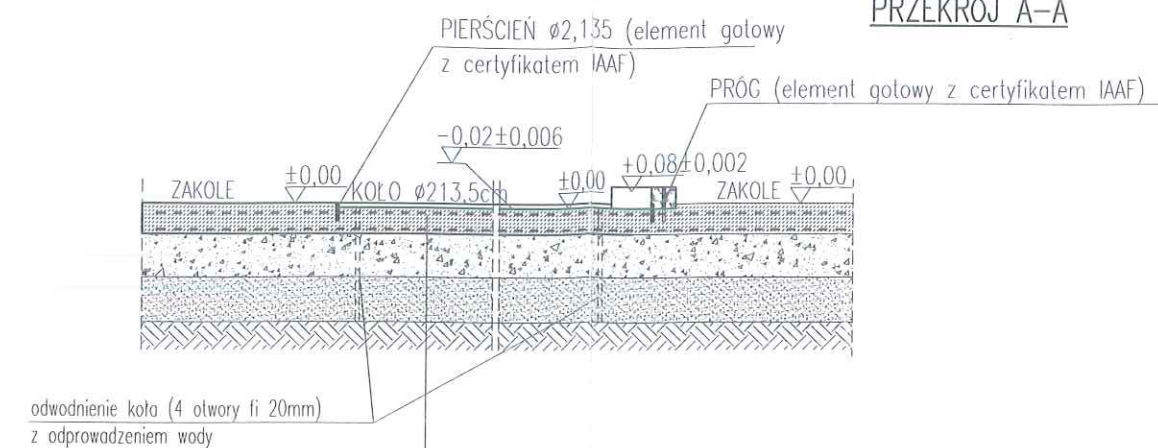 PRZEKRÓJ A-A
PIERŚCIEŃ ø2,135 (element gotowy
z certyfikatem IAAF)
PRÓG (element gotowy z certyfikatem IAAF)
-0,02±0,006
+0,08±0,002
±0,00
±0,00
±0,00
ZAKOLE
KOŁO ø213,5cm
ZAKOLE
odwodnienie koła (4 otwory fi 20mm)
z odprowadzeniem wody